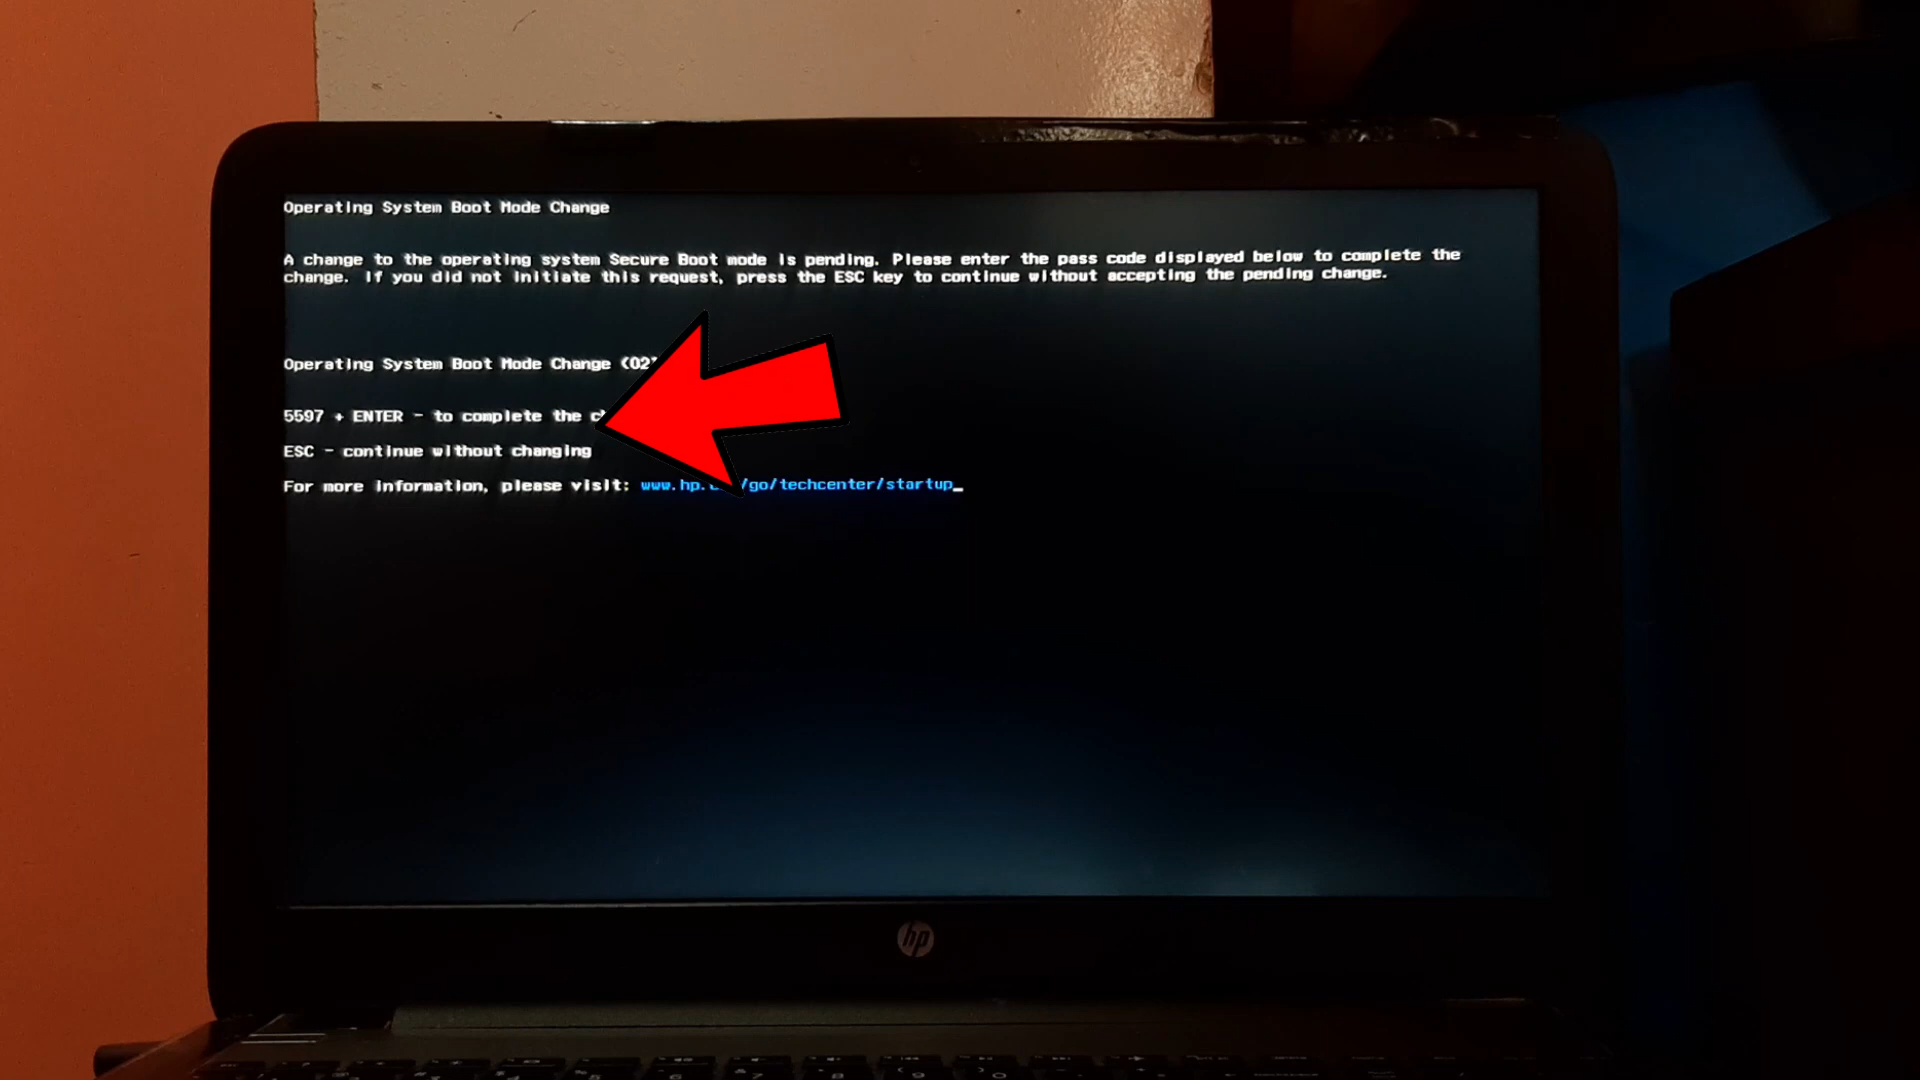 Operating System Boot Mode Change
A change to the operating system Secure Boot mode is pending. Please enter the pass code displayed below to complete the
change. If you did not initiate this request, press the ESC key to continue without accepting the pending change.
Operating System Boot Mode Change (02
5597 + ENTER - to complete the
ESC - continue without changing
For more information, please visit: www.hp. /go/techcenter/startup_
hp